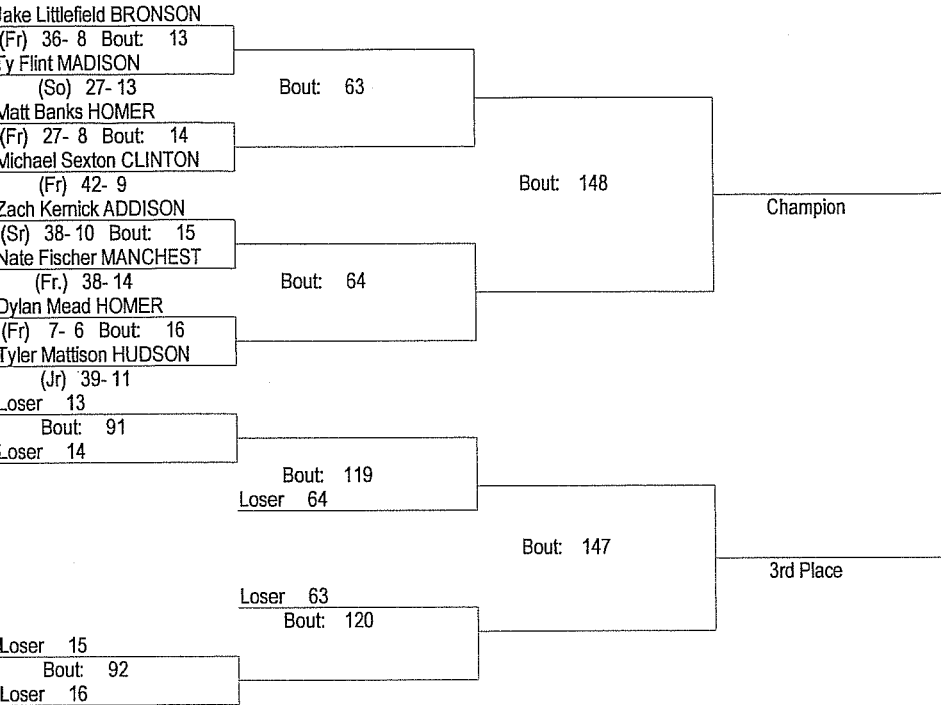 Jake Littlefield BRONSON
(Fr) 36- 8 Bout: 13
Ty Flint MADISON
(So) 27- 13
Bout: 63
Matt Banks HOMER
(Fr) 27- 8 Bout: 14
Michael Sexton CLINTON
(Fr) 42- 9
Bout: 148
Champion
Zach Kernick ADDISON
(Sr) 38- 10 Bout: 15
Nate Fischer MANCHEST
(Fr.) 38- 14
Bout: 64
Dylan Mead HOMER
(Fr) 7- 6 Bout: 16
Tyler Mattison HUDSON
(Jr) 39- 11
Loser 13
Bout: 91
Loser 14
Bout: 119
Loser 64
Bout: 147
3rd Place
Loser 63
Bout: 120
Loser 15
Bout: 92
Loser 16